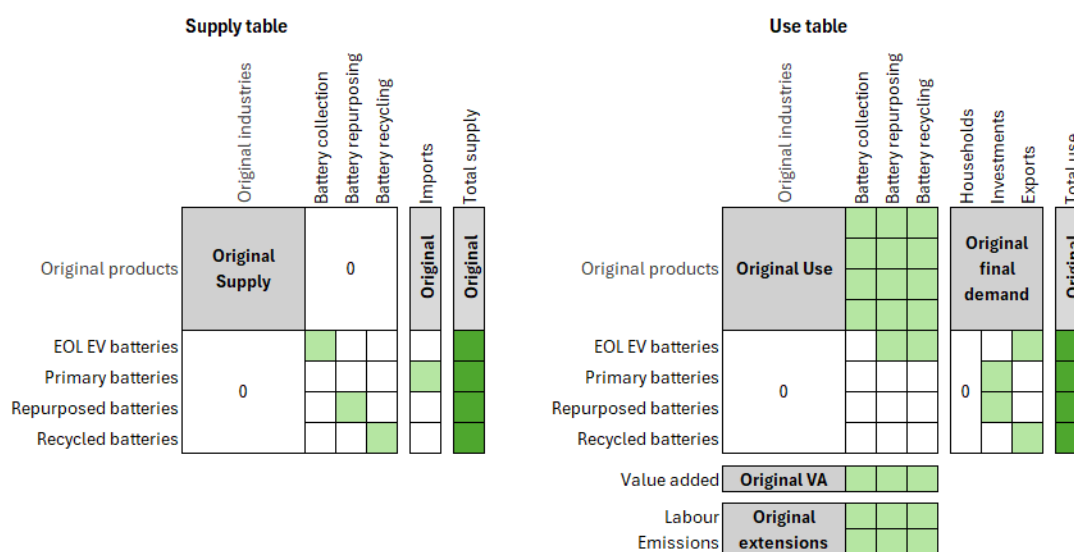 Supply table
Original industries
Battery collection
Battery repurposing
Battery recycling
Imports
Total supply
Original products
Original
Supply
0
Original
Original
EOL EV batteries
Primary batteries
Repurposed batteries
Recycled batteries
0
Use table
Original industries
Battery collection
Battery repurposing
Battery recycling
Households
Investments
Exports
Total use
Original products
Original Use
Original
final
demand
Original
EOL EV batteries
Primary batteries
Repurposed batteries
Recycled batteries
0
0
Value added
Original VA
Labour
Emissions
Original
extensions